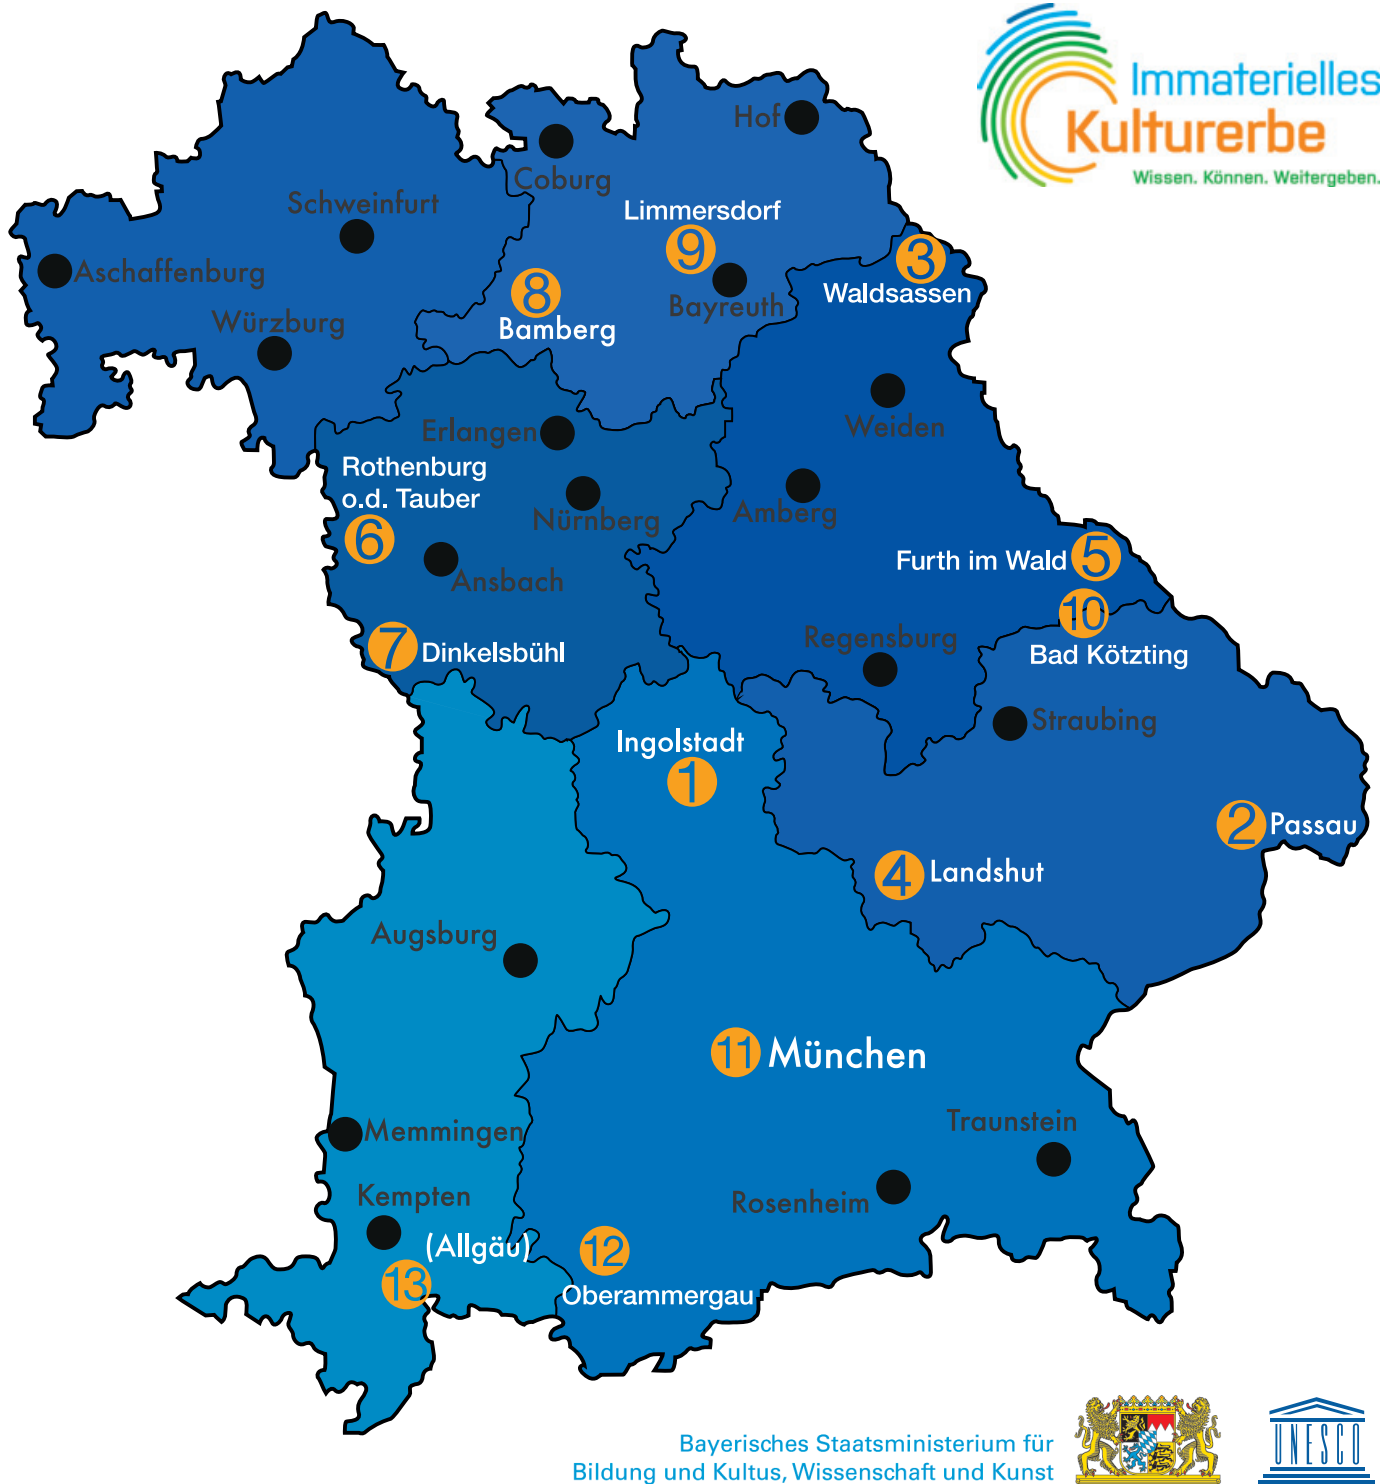 Immaterielles
Kulturerbe
Wissen. Können. Weitergeben.
Hof
Coburg
Schweinfurt
Limmersdorf
9
3
Aschaffenburg
Waldsassen
8
Bayreuth
Würzburg
Bamberg
Weiden
Erlangen
Rothenburg
o.d. Tauber
Nürnberg
Amberg
6
Furth im Wald 5
Ansbach
10
Regensburg
7 Dinkelsbühl
Bad Kötzting
Straubing
Ingolstadt
1
2 Passau
4 Landshut
Augsburg
11 München
Traunstein
Memmingen
Kempten
Rosenheim
(Allgäu)
12
13
Oberammergau
Bayerisches Staatsministerium für
Bildung und Kultus, Wissenschaft und Kunst
UNESCO